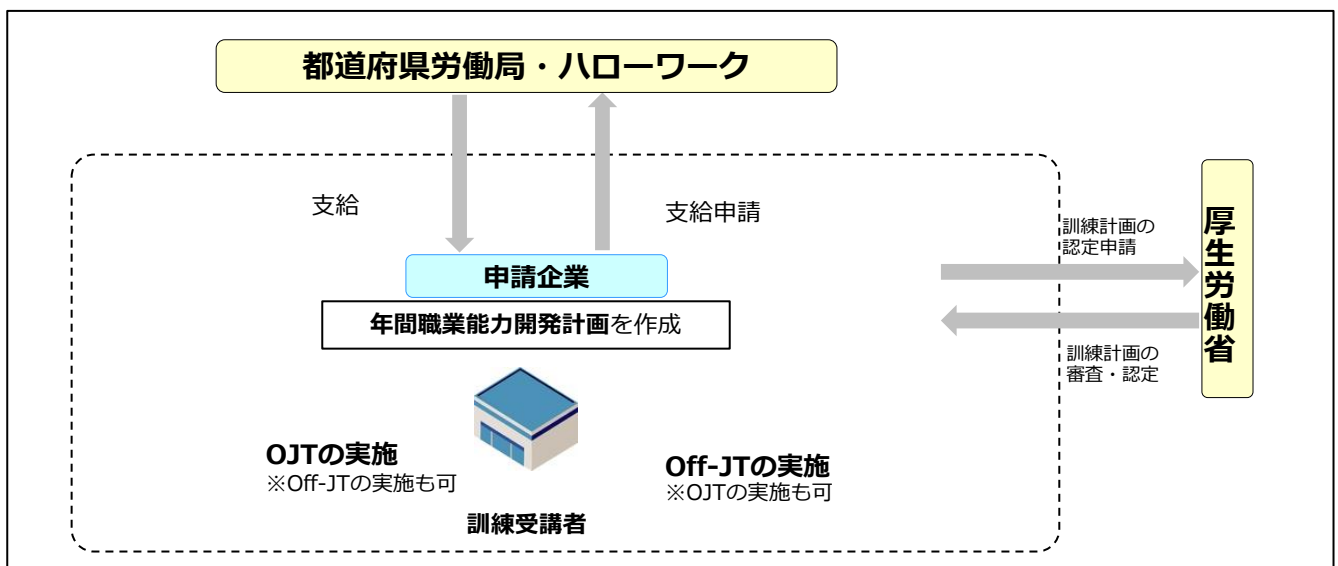 都道府県労働局・ハローワーク
支給
支給申請
訓練計画の
認定申請
厚生労働省
申請企業
年間職業能力開発計画を作成
訓練計画の
審査・認定
OJTの実施
※Off-JTの実施も可
Off-JTの実施
※OJTの実施も可
訓練受講者